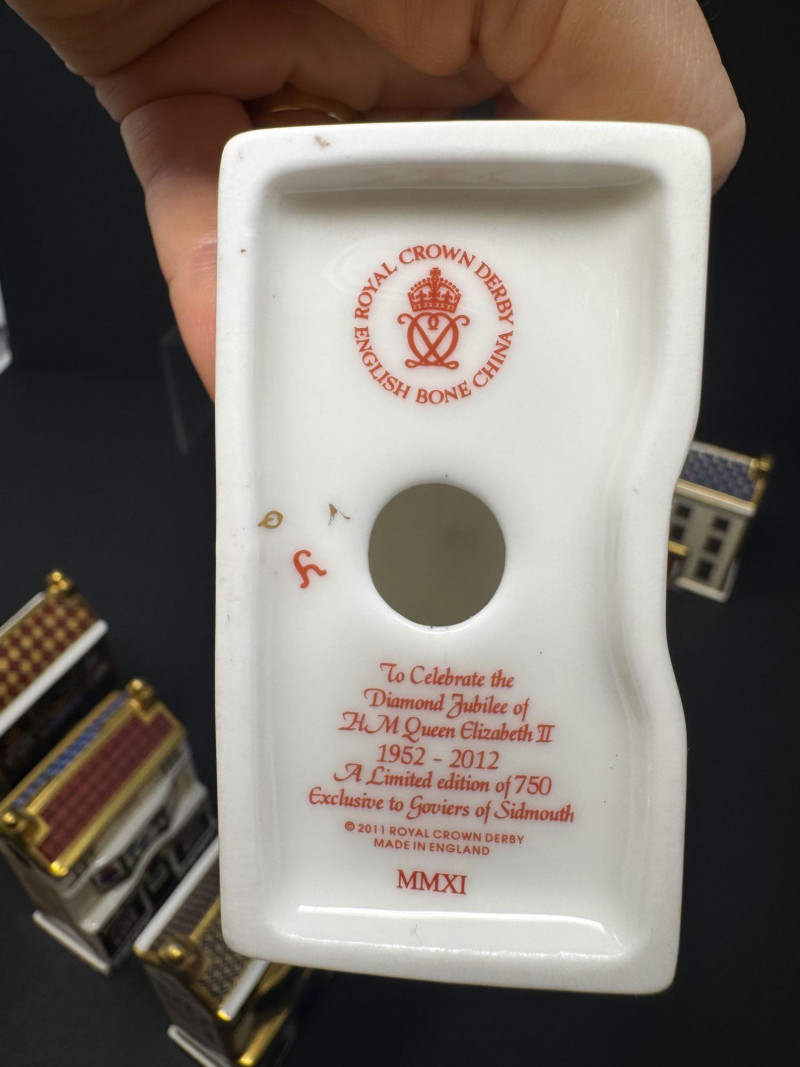 ROYAL CROWN DERBY
ENGLISH BONE CHINA
To Celebrate the
Diamond Jubilee of
HM Queen Elizabeth II
1952 - 2012
A Limited edition of 750
Exclusive to Goviers of Sidmouth
© 2011 ROYAL CROWN DERBY
MADE IN ENGLAND
MMXI